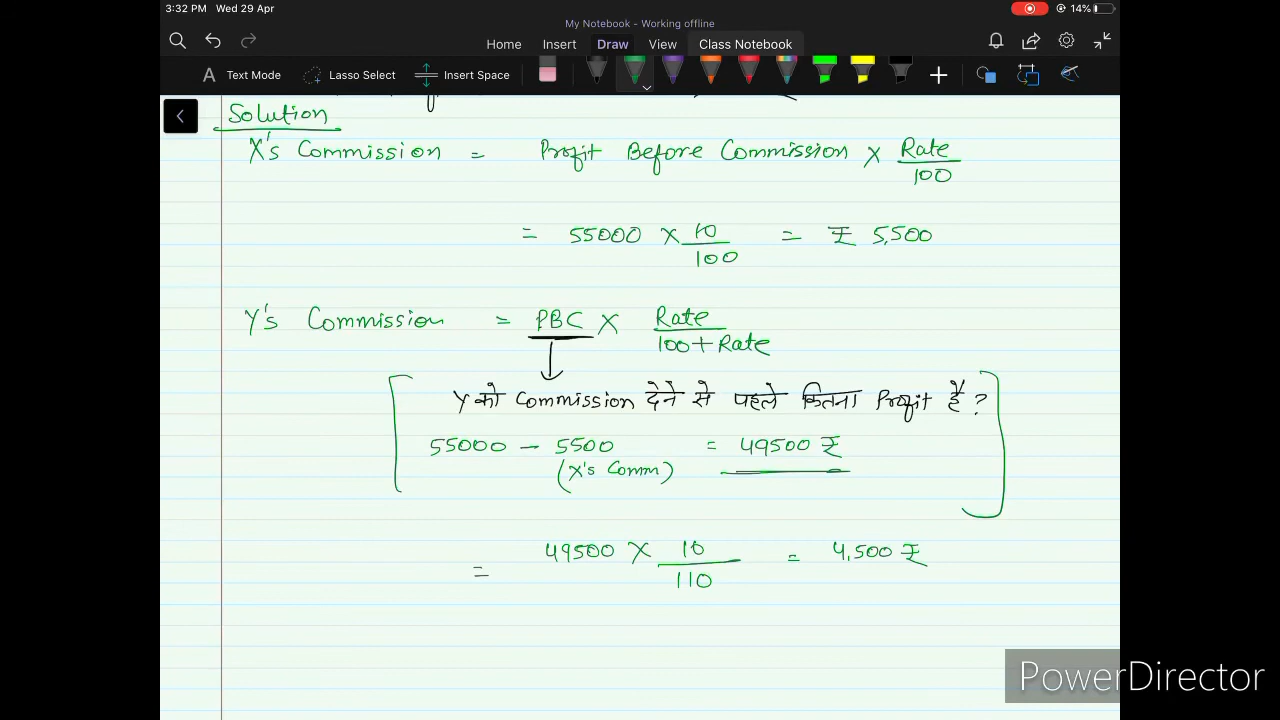 3:32 PM Wed 29 Apr
14%
My Notebook - Working offline
Home Insert Draw View Class Notebook
Text Mode Lasso Select Insert Space
Solution
X's Commission = Profit Before Commission × Rate/100
= 55000 × 10/100 = ₹ 5,500
Y's Commission = PBC × Rate/100+Rate
Y को Commission देने से पहले कितना Profit है ?
55000 - 5500 = 49500 ₹
(X's Comm)
= 49500 × 10/110 = 4,500 ₹
PowerDirector